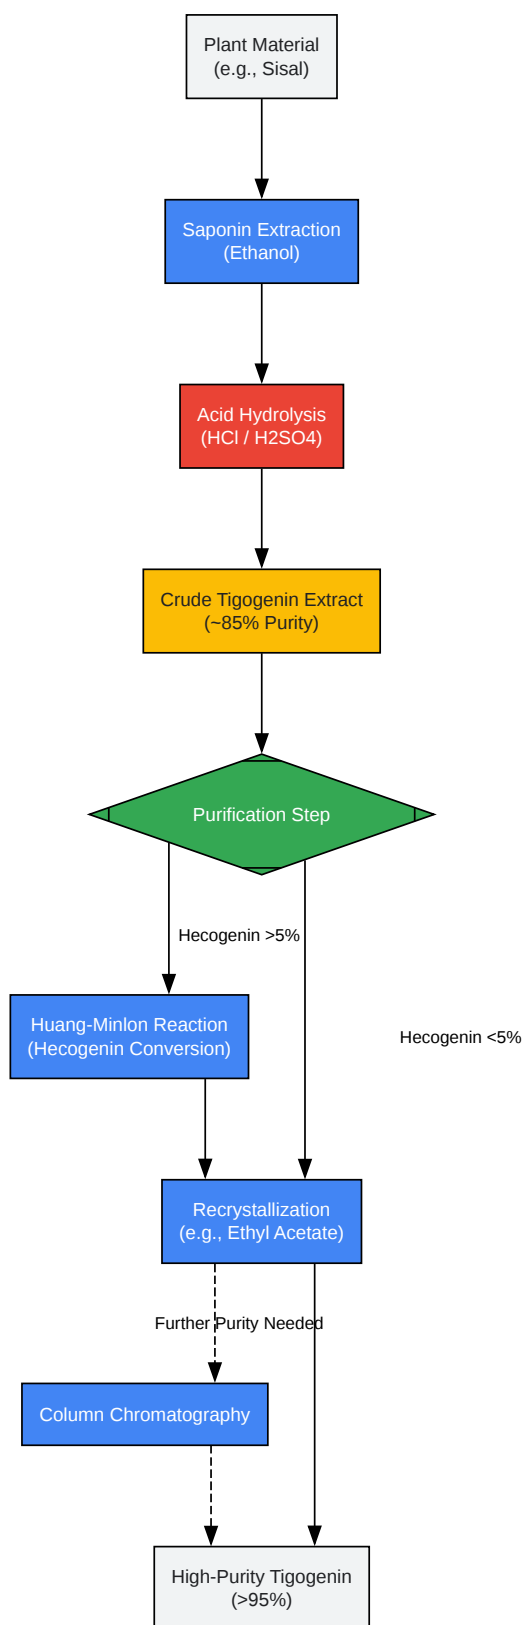 Plant Material
(e.g., Sisal)
Saponin Extraction
(Ethanol)
Acid Hydrolysis
(HCl / H2SO4)
Crude Tigogenin Extract
(~85% Purity)
Purification Step
Hecogenin >5%
Huang-Minlon Reaction
(Hecogenin Conversion)
Hecogenin <5%
Recrystallization
(e.g., Ethyl Acetate)
Further Purity Needed
Column Chromatography
High-Purity Tigogenin
(>95%)